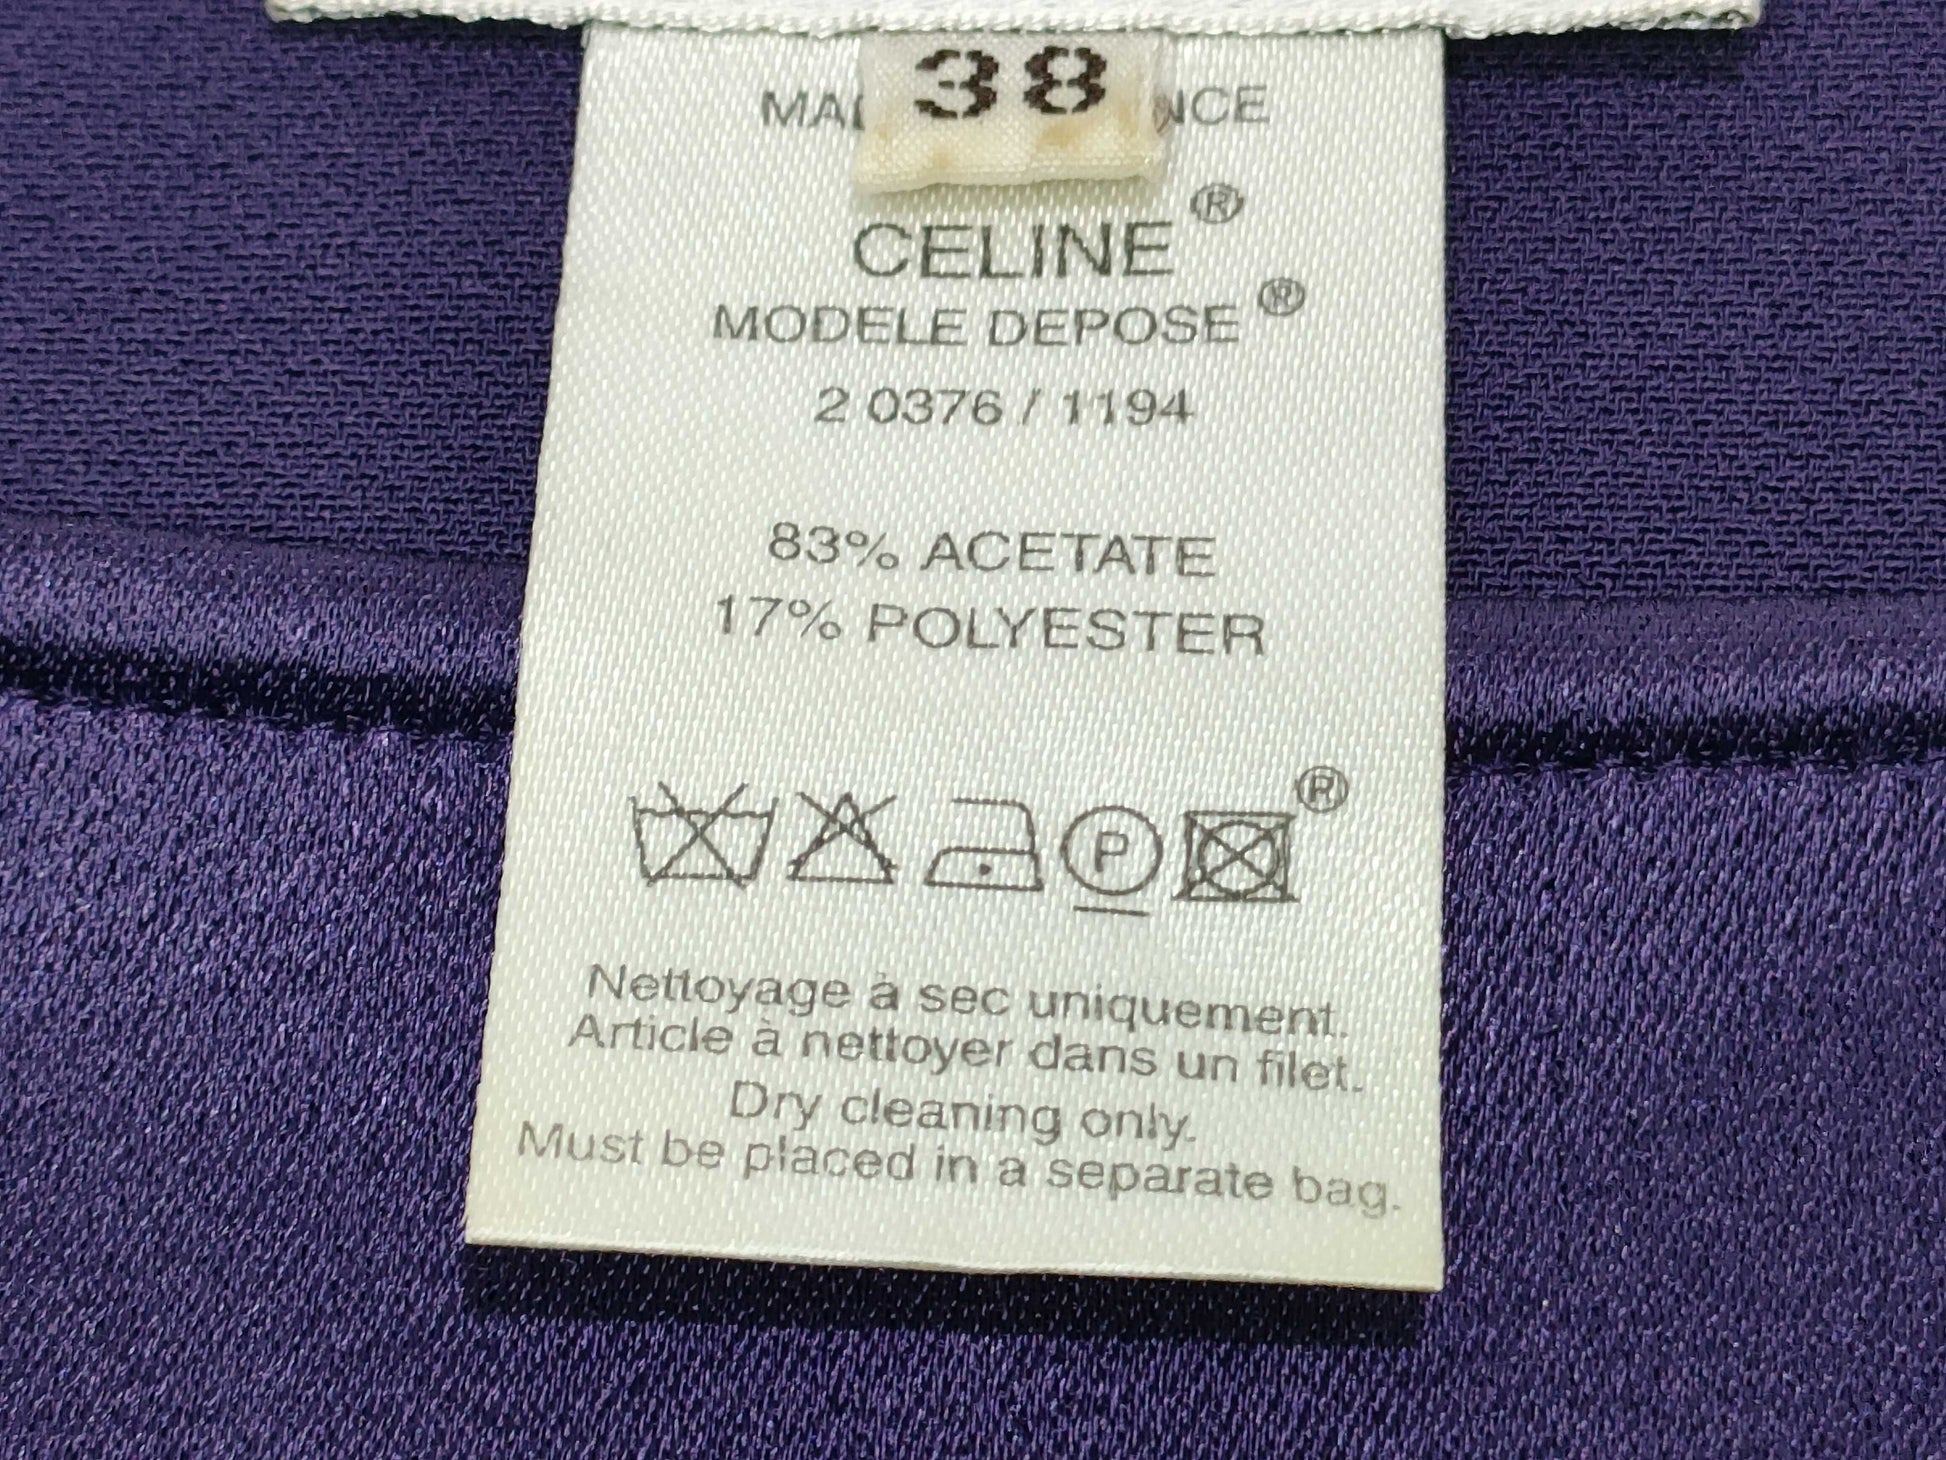 38
CELINE®
MODELE DEPOSE®
2 0376 / 1194
83% ACETATE
17% POLYESTER
P
®
Nettoyage à sec uniquement.
Article à nettoyer dans un filet.
Dry cleaning only.
Must be placed in a separate bag.